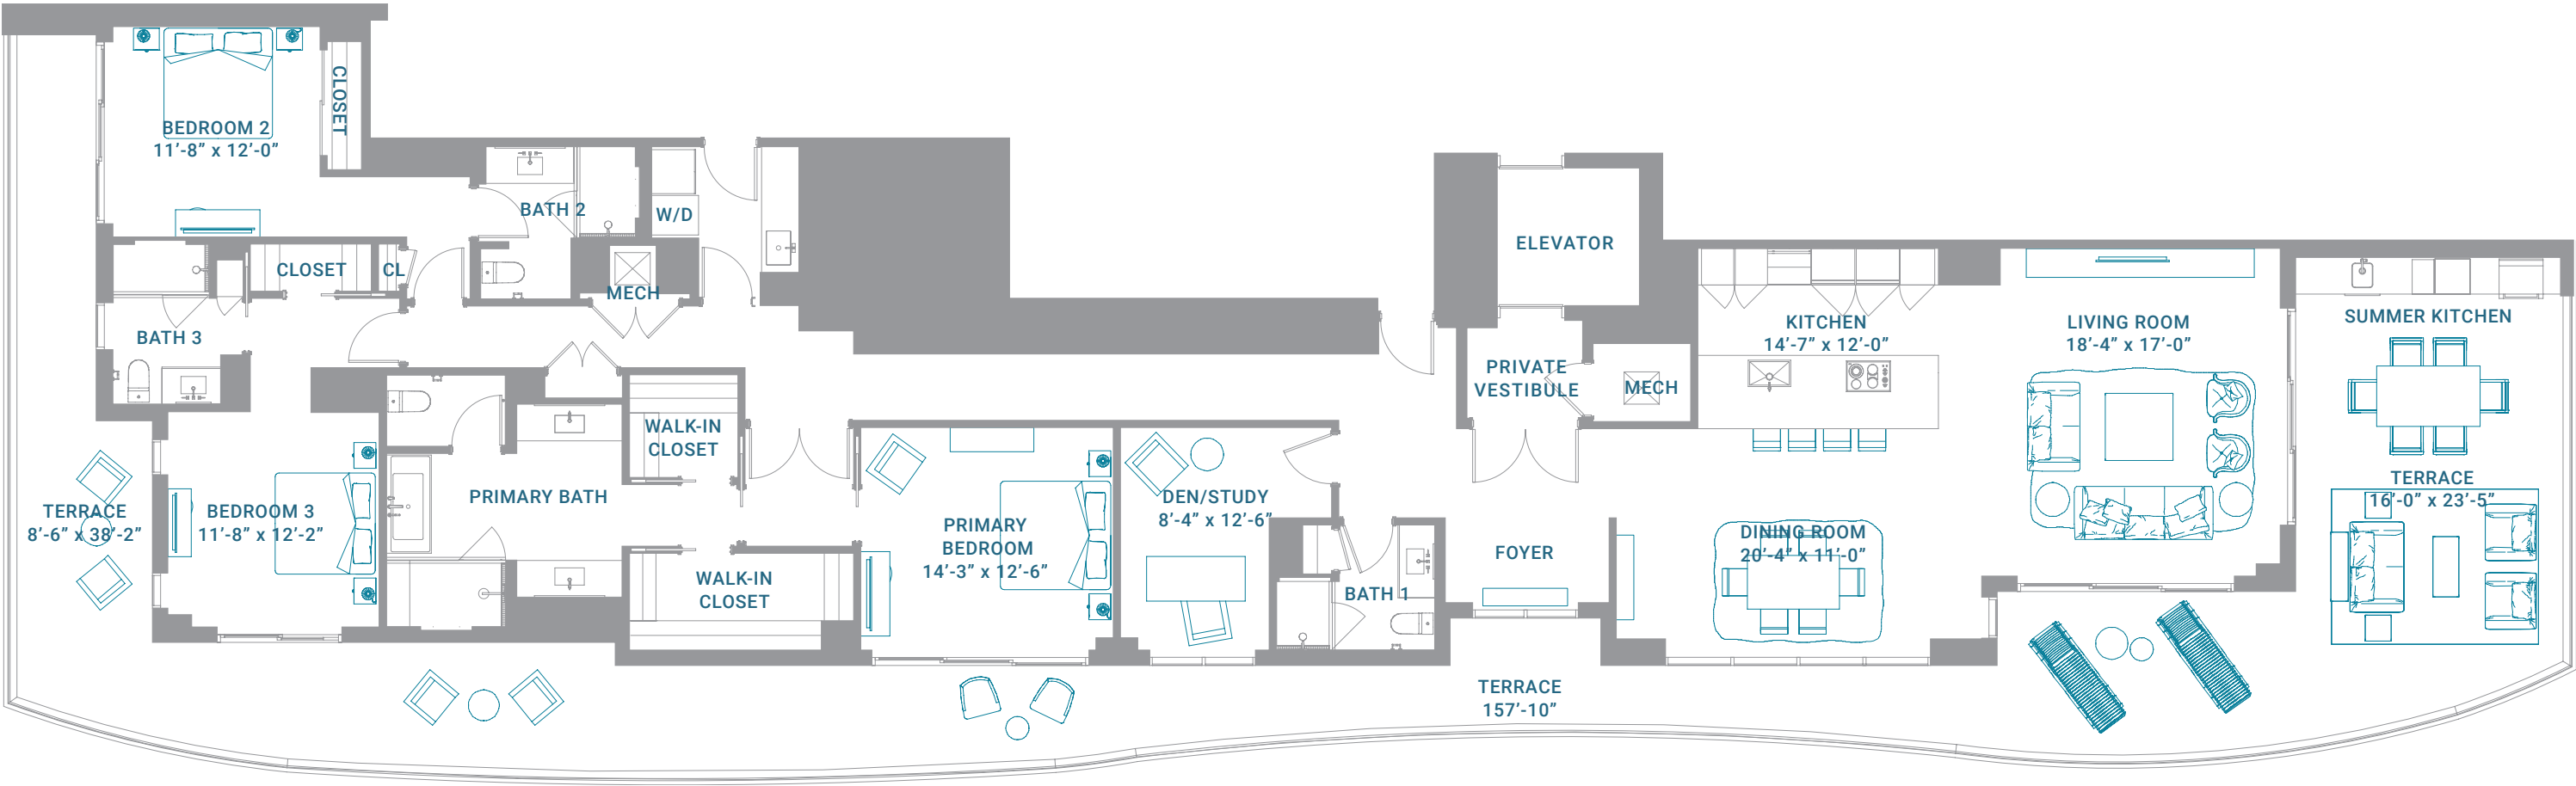 BEDROOM 2
11’-8” x 12’-0”
CLOSET
BATH 2
W/D
CLOSET
CL
MECH
BATH 3
TERRACE
8’-6” x 38’-2”
BEDROOM 3
11’-8” x 12’-2”
PRIMARY BATH
WALK-IN
CLOSET
WALK-IN
CLOSET
PRIMARY
BEDROOM
14’-3” x 12’-6”
DEN/STUDY
8’-4” x 12’-6”
BATH 1
FOYER
ELEVATOR
PRIVATE
VESTIBULE
MECH
KITCHEN
14’-7” x 12’-0”
LIVING ROOM
18’-4” x 17’-0”
DINING ROOM
20’-4” x 11’-0”
SUMMER KITCHEN
TERRACE
16’-0” x 23’-5”
TERRACE
157’-10”